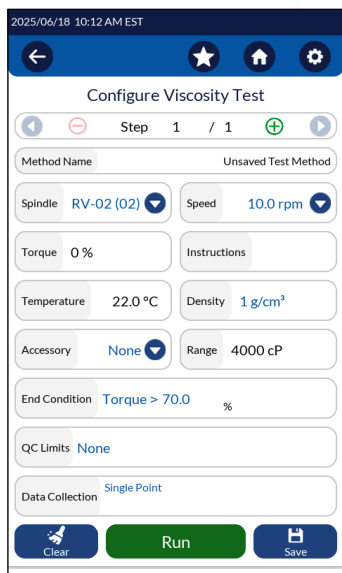 2025/06/18 10:12 AM EST
Configure Viscosity Test
Step 1 / 1
Method Name Unsaved Test Method
Spindle RV-02 (02) Speed 10.0 rpm
Torque 0 % Instructions
Temperature 22.0 °C Density 1 g/cm³
Accessory None Range 4000 cP
End Condition Torque > 70.0 %
QC Limits None
Data Collection Single Point
Clear Run Save